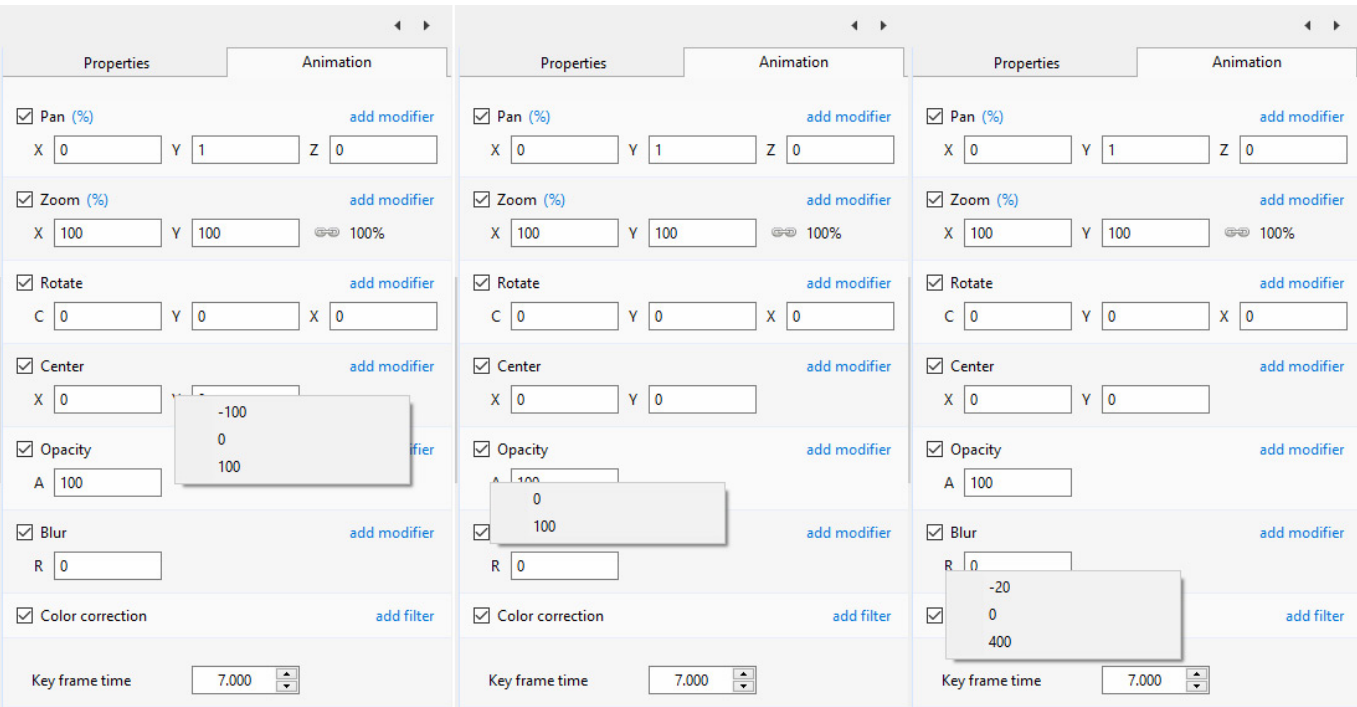 Properties Animation
Pan (%) add modifier
X 0 Y 1 Z 0
Zoom (%) add modifier
X 100 Y 100 100%
Rotate add modifier
C 0 Y 0 X 0
Center add modifier
X 0
-100
0
100
Opacity
A 100
Blur add modifier
R 0
Color correction add filter
Key frame time 7.000
Properties Animation
Pan (%) add modifier
X 0 Y 1 Z 0
Zoom (%) add modifier
X 100 Y 100 100%
Rotate add modifier
C 0 Y 0 X 0
Center add modifier
X 0 Y 0
Opacity add modifier
A 100
0
100
add modifier
R 0
Color correction add filter
Key frame time 7.000
Properties Animation
Pan (%) add modifier
X 0 Y 1 Z 0
Zoom (%) add modifier
X 100 Y 100 100%
Rotate add modifier
C 0 Y 0 X 0
Center add modifier
X 0 Y 0
Opacity add modifier
A 100
Blur add modifier
R 0
-20
0
400
add filter
Key frame time 7.000